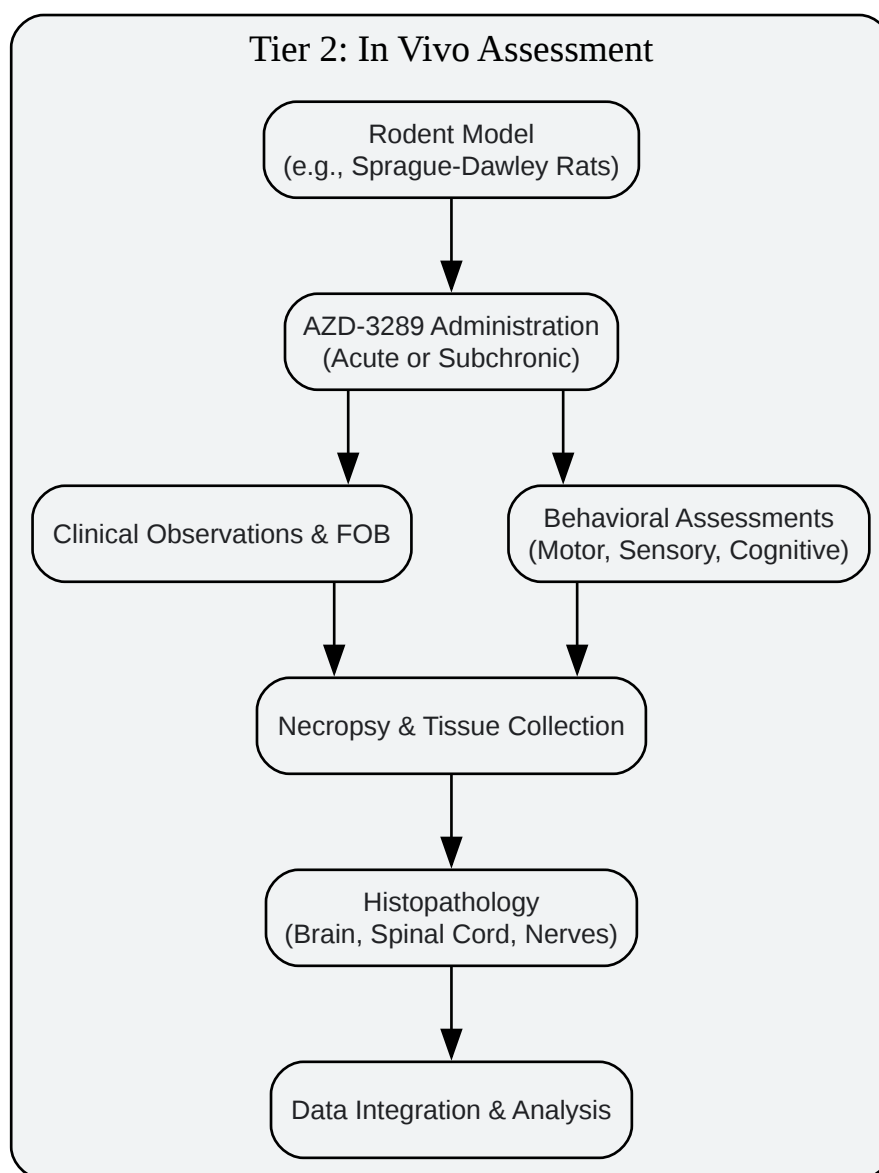 Tier 2: In Vivo Assessment
Rodent Model
(e.g., Sprague-Dawley Rats)
AZD-3289 Administration
(Acute or Subchronic)
Clinical Observations & FOB
Behavioral Assessments
(Motor, Sensory, Cognitive)
Necropsy & Tissue Collection
Histopathology
(Brain, Spinal Cord, Nerves)
Data Integration & Analysis